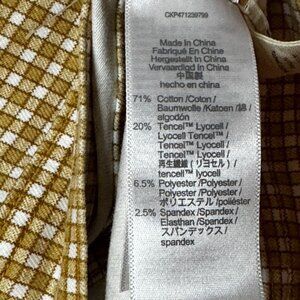 CKP471239799
Made In China
Fabriqué En China
Hergestellt In China
Vervaardigd In China
中国製
hecho en china
71% Cotton /Coton /
Baumwolle /Katoen /綿 /
algodón
20% Tencel™ Lyocell /
Lyocell Tencel™ /
Tencel™ Lyocell /
Tencel™ Lyocell /
再生繊維 (リヨセル) /
tencel™ lyocell
6.5% Polyester /Polyester /
Polyester /Polyester /
ポリエステル /poliéster
2.5% Spandex /Spandex /
Elasthan /Spandex /
スパンデックス /
spandex